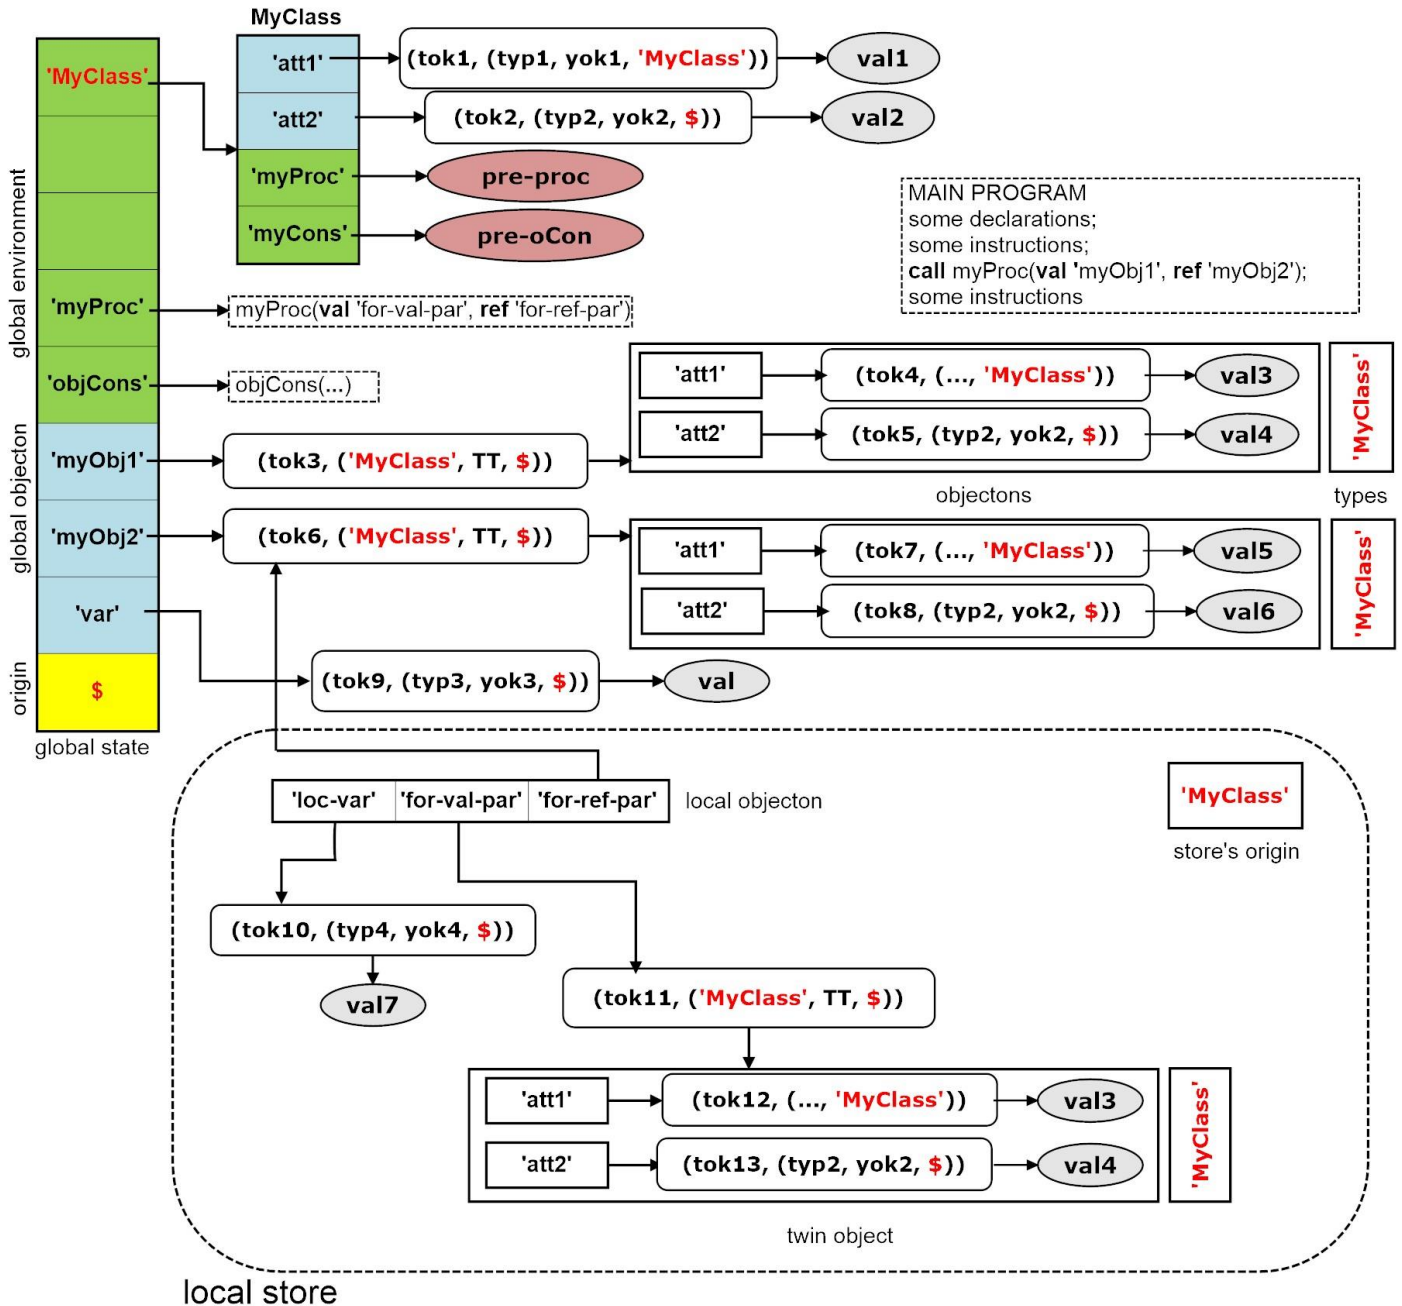 MyClass
'MyClass'
'att1'
(tok1, (typ1, yok1, 'MyClass'))
val1
'att2'
(tok2, (typ2, yok2, $))
val2
'myProc'
pre-proc
'myCons'
pre-oCon
MAIN PROGRAM
some declarations;
some instructions;
call myProc(val 'myObj1', ref 'myObj2');
some instructions
global environment
'myProc'
myProc(val 'for-val-par', ref 'for-ref-par')
'objCons'
objCons(...)
global objecton
'myObj1'
(tok3, ('MyClass', TT, $))
'att1'
(tok4, (..., 'MyClass'))
val3
'att2'
(tok5, (typ2, yok2, $))
val4
'MyClass'
objectons
types
'myObj2'
(tok6, ('MyClass', TT, $))
'att1'
(tok7, (..., 'MyClass'))
val5
'att2'
(tok8, (typ2, yok2, $))
val6
'MyClass'
'var'
(tok9, (typ3, yok3, $))
val
origin
$
global state
'loc-var'
'for-val-par'
'for-ref-par'
local objecton
'MyClass'
store's origin
(tok10, (typ4, yok4, $))
val7
(tok11, ('MyClass', TT, $))
'att1'
(tok12, (..., 'MyClass'))
val3
'att2'
(tok13, (typ2, yok2, $))
val4
'MyClass'
twin object
local store